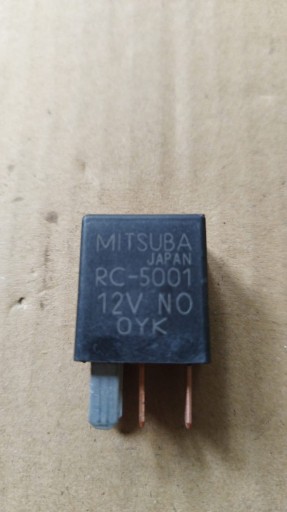 MITSUBA
JAPAN
RC-5001
12V NO
OYK